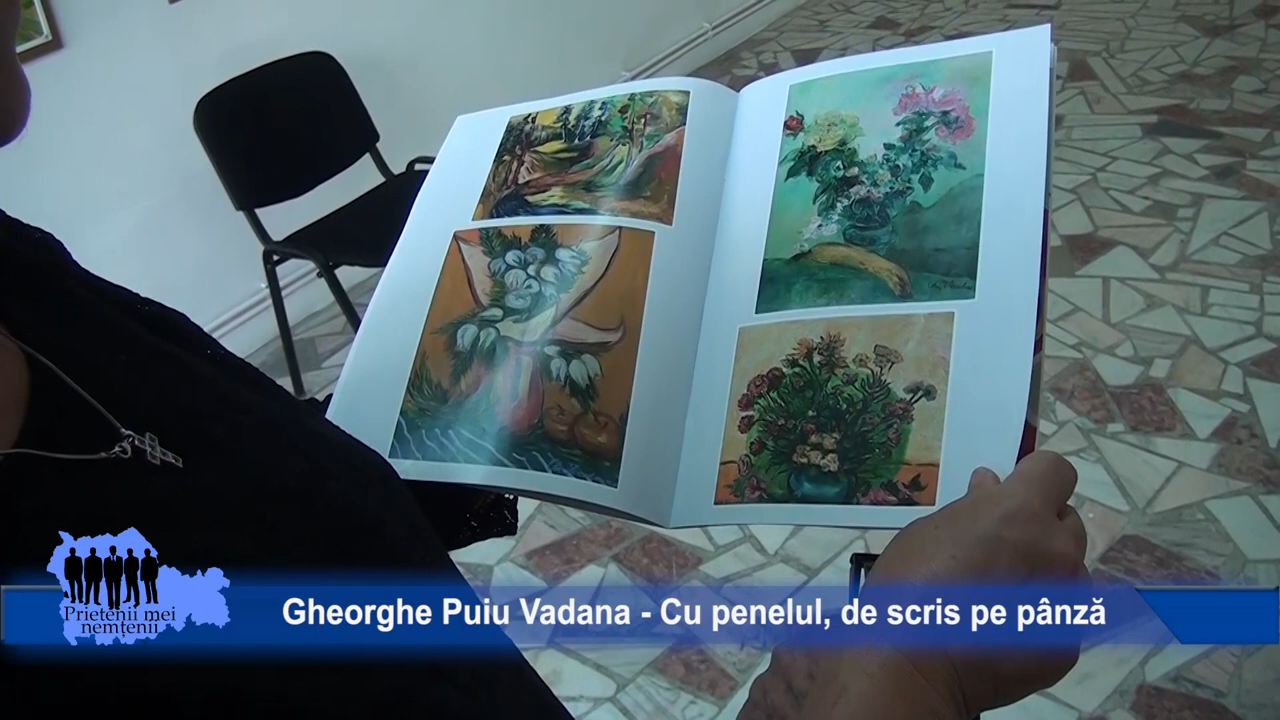 Prietenii mei
nemțenii
Gheorghe Puiu Vadana - Cu penelul, de scris pe pânză